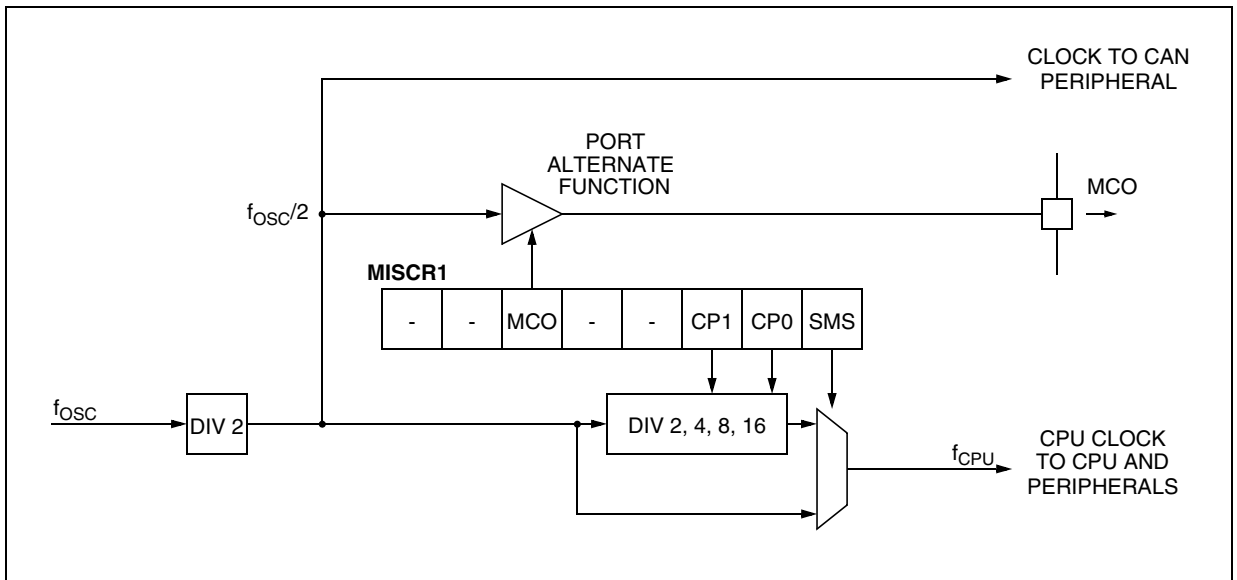 CLOCK TO CAN
PERIPHERAL
PORT
ALTERNATE
FUNCTION
MCO
fOSC/2
MISCR1
- - MCO - - CP1 CP0 SMS
fOSC
DIV 2
DIV 2, 4, 8, 16
fCPU
CPU CLOCK
TO CPU AND
PERIPHERALS